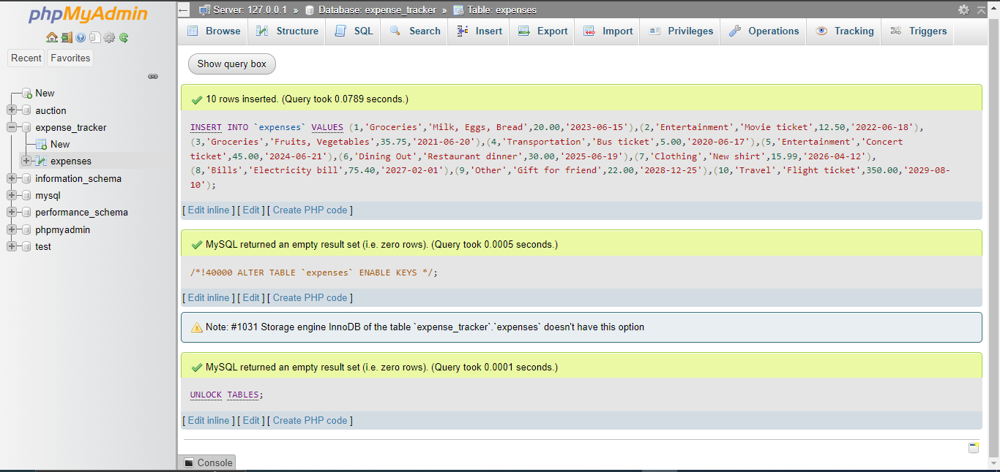 phpMyAdmin
Recent Favorites
New
auction
expense_tracker
New
expenses
information_schema
mysql
performance_schema
phpmyadmin
test
Server: 127.0.0.1 » Database: expense_tracker » Table: expenses
Browse Structure SQL Search Insert Export Import Privileges Operations Tracking Triggers
Show query box
10 rows inserted. (Query took 0.0789 seconds.)
INSERT INTO `expenses` VALUES (1,'Groceries','Milk, Eggs, Bread',20.00,'2023-06-15'),(2,'Entertainment','Movie ticket',12.50,'2022-06-18'),
(3,'Groceries','Fruits, Vegetables',35.75,'2021-06-20'),(4,'Transportation','Bus ticket',5.00,'2020-06-17'),(5,'Entertainment','Concert
ticket',45.00,'2024-06-21'),(6,'Dining Out','Restaurant dinner',30.00,'2025-06-19'),(7,'Clothing','New shirt',15.99,'2026-04-12'),
(8,'Bills','Electricity bill',75.40,'2027-02-01'),(9,'Other','Gift for friend',22.00,'2028-12-25'),(10,'Travel','Flight ticket',350.00,'2029-08-
10');
[ Edit inline ] [ Edit ] [ Create PHP code ]
MySQL returned an empty result set (i.e. zero rows). (Query took 0.0005 seconds.)
/*!40000 ALTER TABLE `expenses` ENABLE KEYS */;
[ Edit inline ] [ Edit ] [ Create PHP code ]
Note: #1031 Storage engine InnoDB of the table `expense_tracker`.`expenses` doesn't have this option
MySQL returned an empty result set (i.e. zero rows). (Query took 0.0001 seconds.)
UNLOCK TABLES;
[ Edit inline ] [ Edit ] [ Create PHP code ]
Console